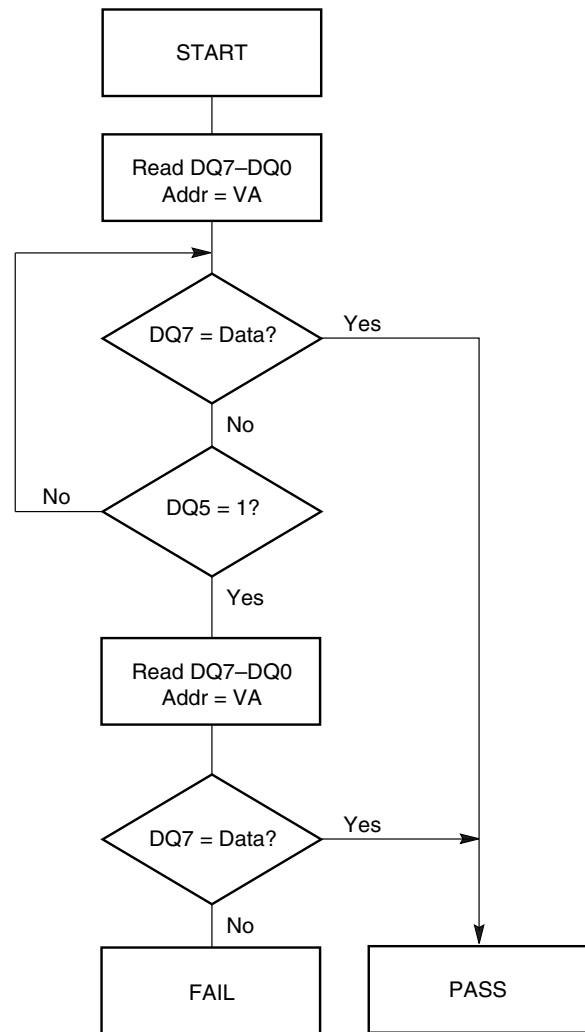 START
Read DQ7–DQ0
Addr = VA
DQ7 = Data?
Yes
No
No
DQ5 = 1?
Yes
Read DQ7–DQ0
Addr = VA
DQ7 = Data?
Yes
No
FAIL
PASS